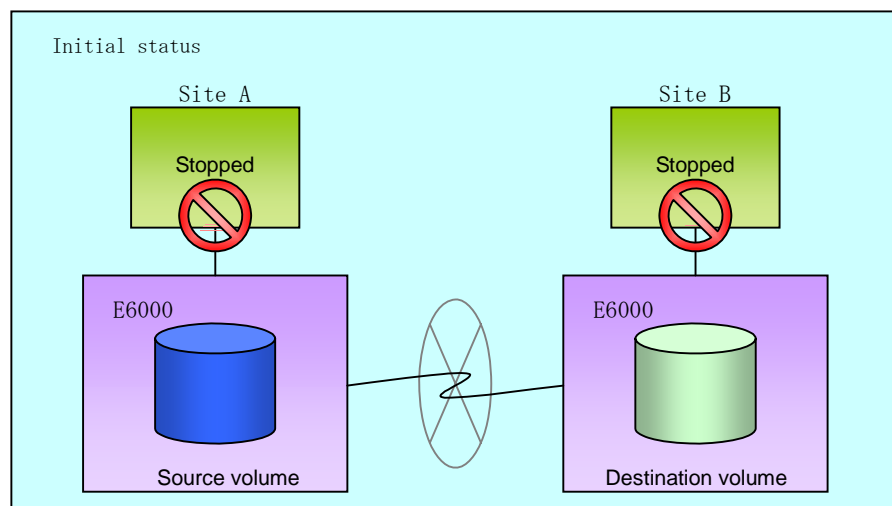 Initial status
Site A
Site B
Stopped
Stopped
E6000
E6000
Source volume
Destination volume